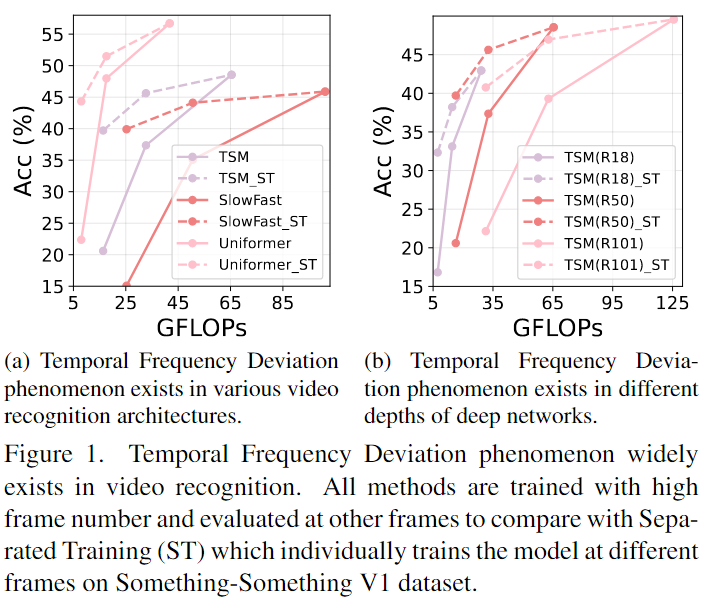 55
50
45
40
35
30
25
20
15
Acc (%)
5 25 45 65 85
GFLOPs
TSM
TSM_ST
SlowFast
SlowFast_ST
Uniformer
Uniformer_ST
45
40
35
30
25
20
15
Acc (%)
5 35 65 95 125
GFLOPs
TSM(R18)
TSM(R18)_ST
TSM(R50)
TSM(R50)_ST
TSM(R101)
TSM(R101)_ST
(a) Temporal Frequency Deviation
phenomenon exists in various video
recognition architectures.
(b) Temporal Frequency Devia-
tion phenomenon exists in different
depths of deep networks.
Figure 1. Temporal Frequency Deviation phenomenon widely
exists in video recognition. All methods are trained with high
frame number and evaluated at other frames to compare with Sepa-
rated Training (ST) which individually trains the model at different
frames on Something-Something V1 dataset.